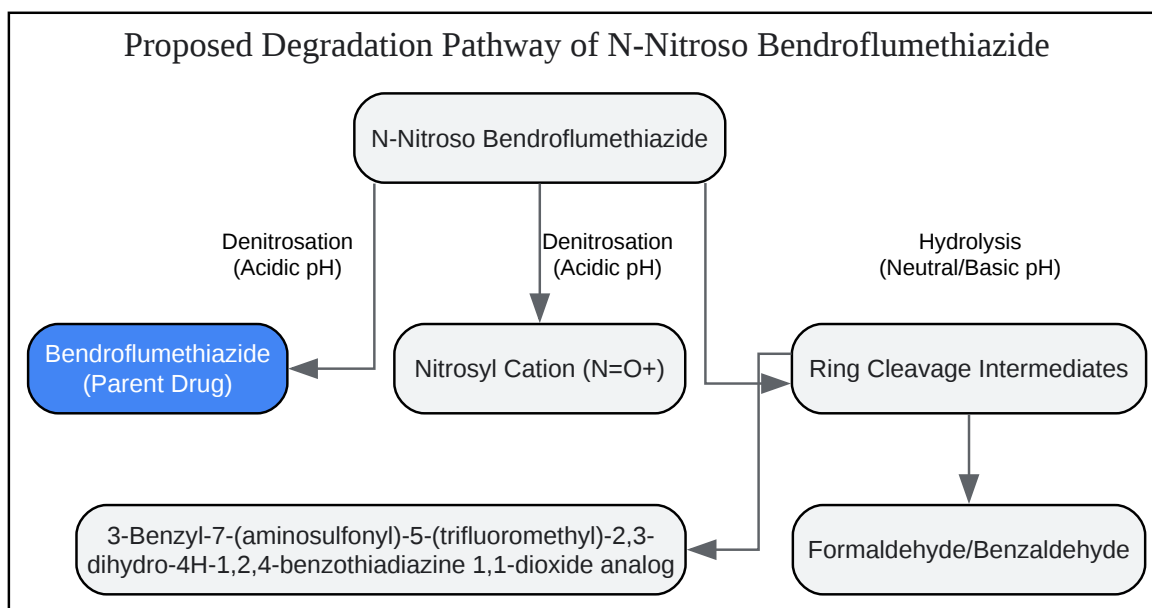 Proposed Degradation Pathway of N-Nitroso Bendroflumethiazide
N-Nitroso Bendroflumethiazide
Denitrosation
(Acidic pH)
Denitrosation
(Acidic pH)
Hydrolysis
(Neutral/Basic pH)
Bendroflumethiazide
(Parent Drug)
Nitrosyl Cation (N=O+)
Ring Cleavage Intermediates
3-Benzyl-7-(aminosulfonyl)-5-(trifluoromethyl)-2,3-
dihydro-4H-1,2,4-benzothiadiazine 1,1-dioxide analog
Formaldehyde/Benzaldehyde